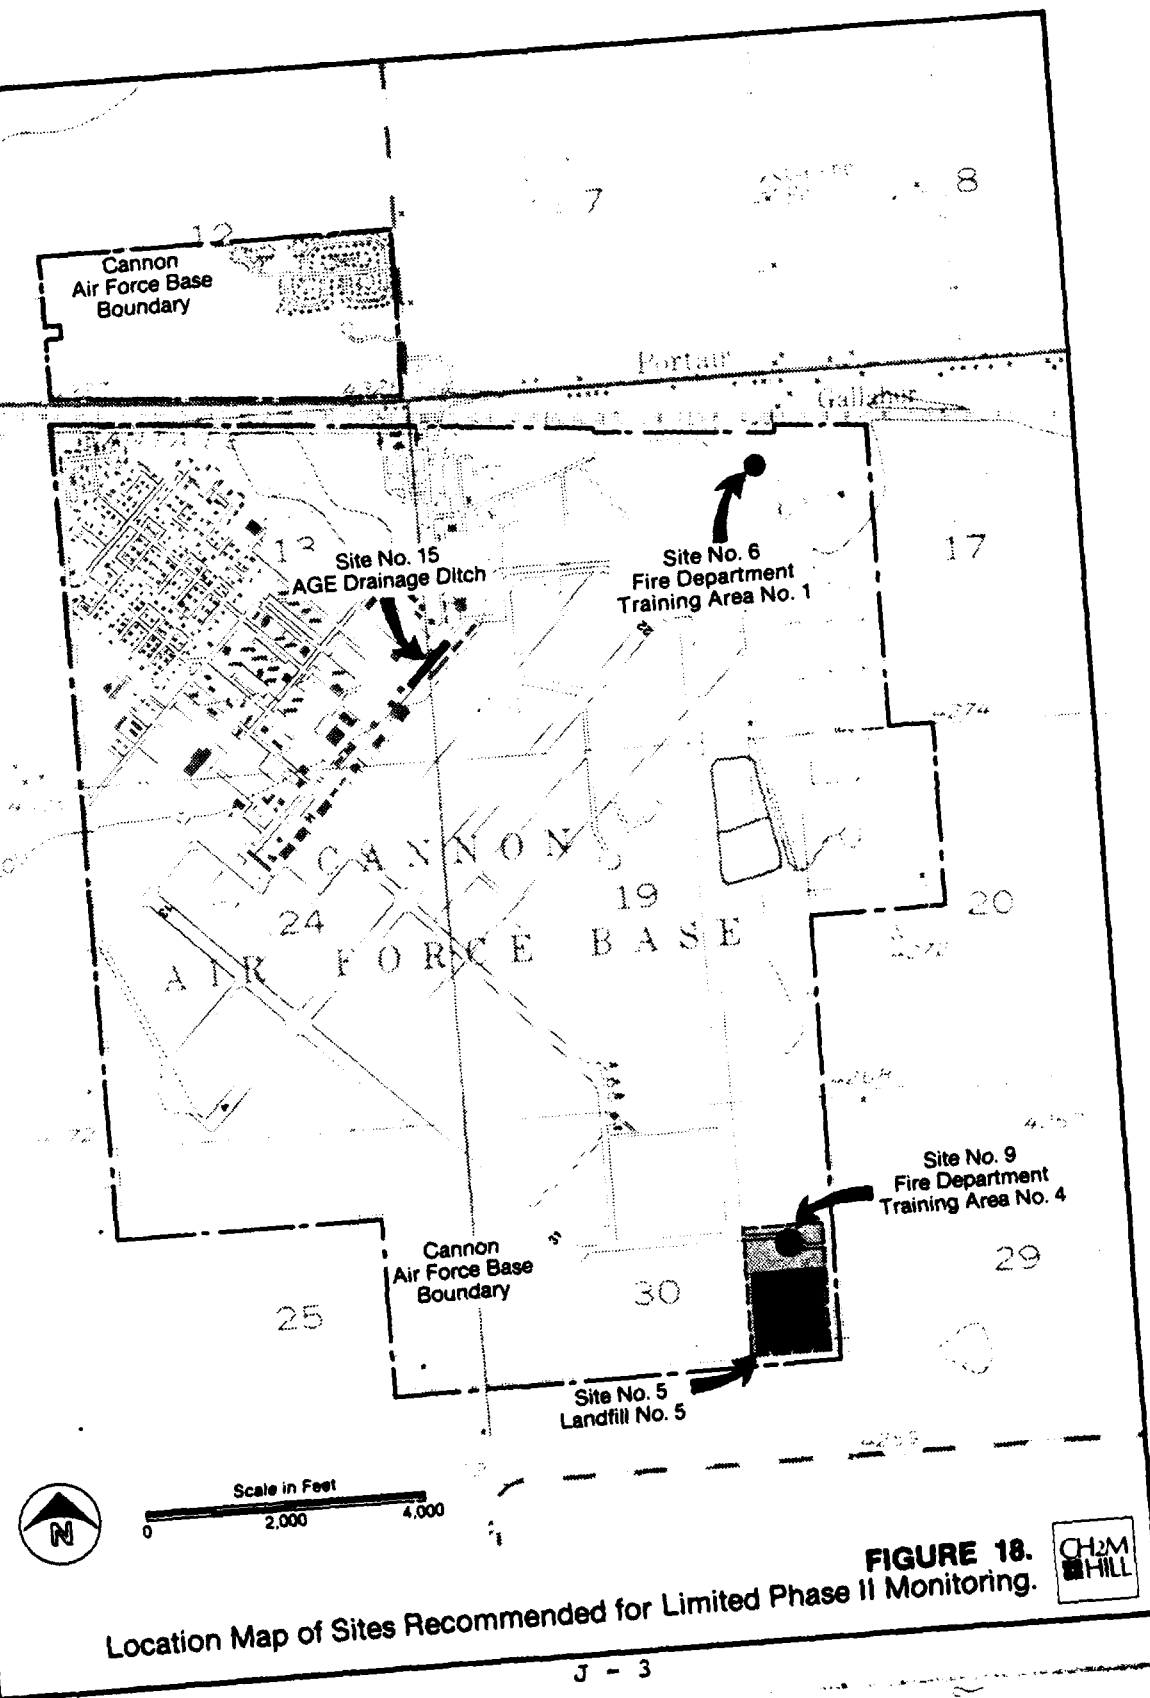 7
8
12
Cannon
Air Force Base
Boundary
Portair
Gallaher
13
Site No. 15
AGE Drainage Ditch
Site No. 6
Fire Department
Training Area No. 1
17
22
4274
CANNON
19
20
24
AIR FORCE BASE
Site No. 9
Fire Department
Training Area No. 4
Cannon
Air Force Base
Boundary
31
29
25
30
Site No. 5
Landfill No. 5
Scale in Feet
0
2,000
4,000
N
FIGURE 18.
CH2M
HILL
Location Map of Sites Recommended for Limited Phase II Monitoring.
J - 3